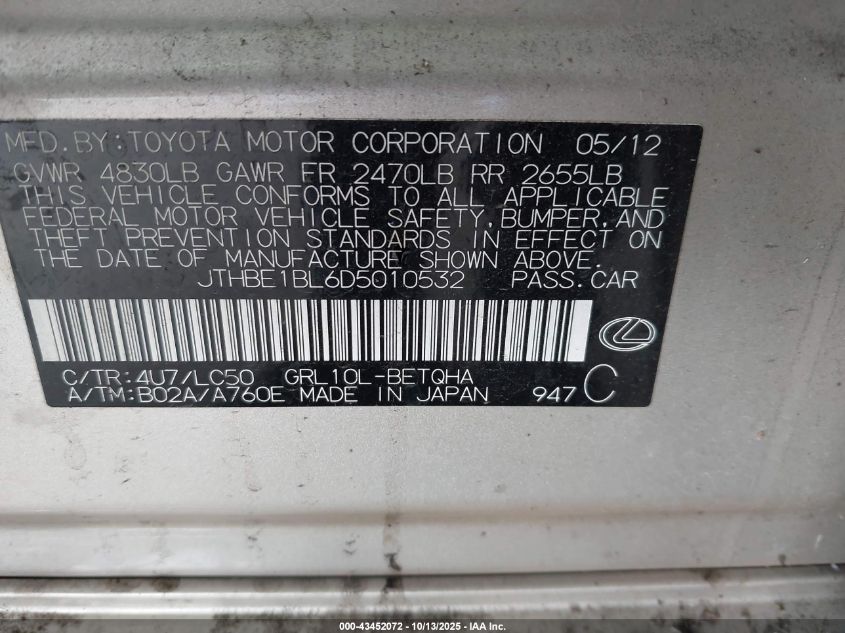 MFD.BY:TOYOTA MOTOR CORPORATION 05/12
GVWR 4830LB GAWR FR 2470LB RR 2655LB
THIS VEHICLE CONFORMS TO ALL APPLICABLE
FEDERAL MOTOR VEHICLE SAFETY,BUMPER,AND
THEFT PREVENTION STANDARDS IN EFFECT ON
THE DATE OF MANUFACTURE SHOWN ABOVE.
JTHBE1BL6D5010532 PASS.CAR
C/TR:4U7/LC50 GRL10L-BETQHA
A/TM:B02A/A760E MADE IN JAPAN 947 C
000-43452072 - 10/13/2025 - IAA Inc.